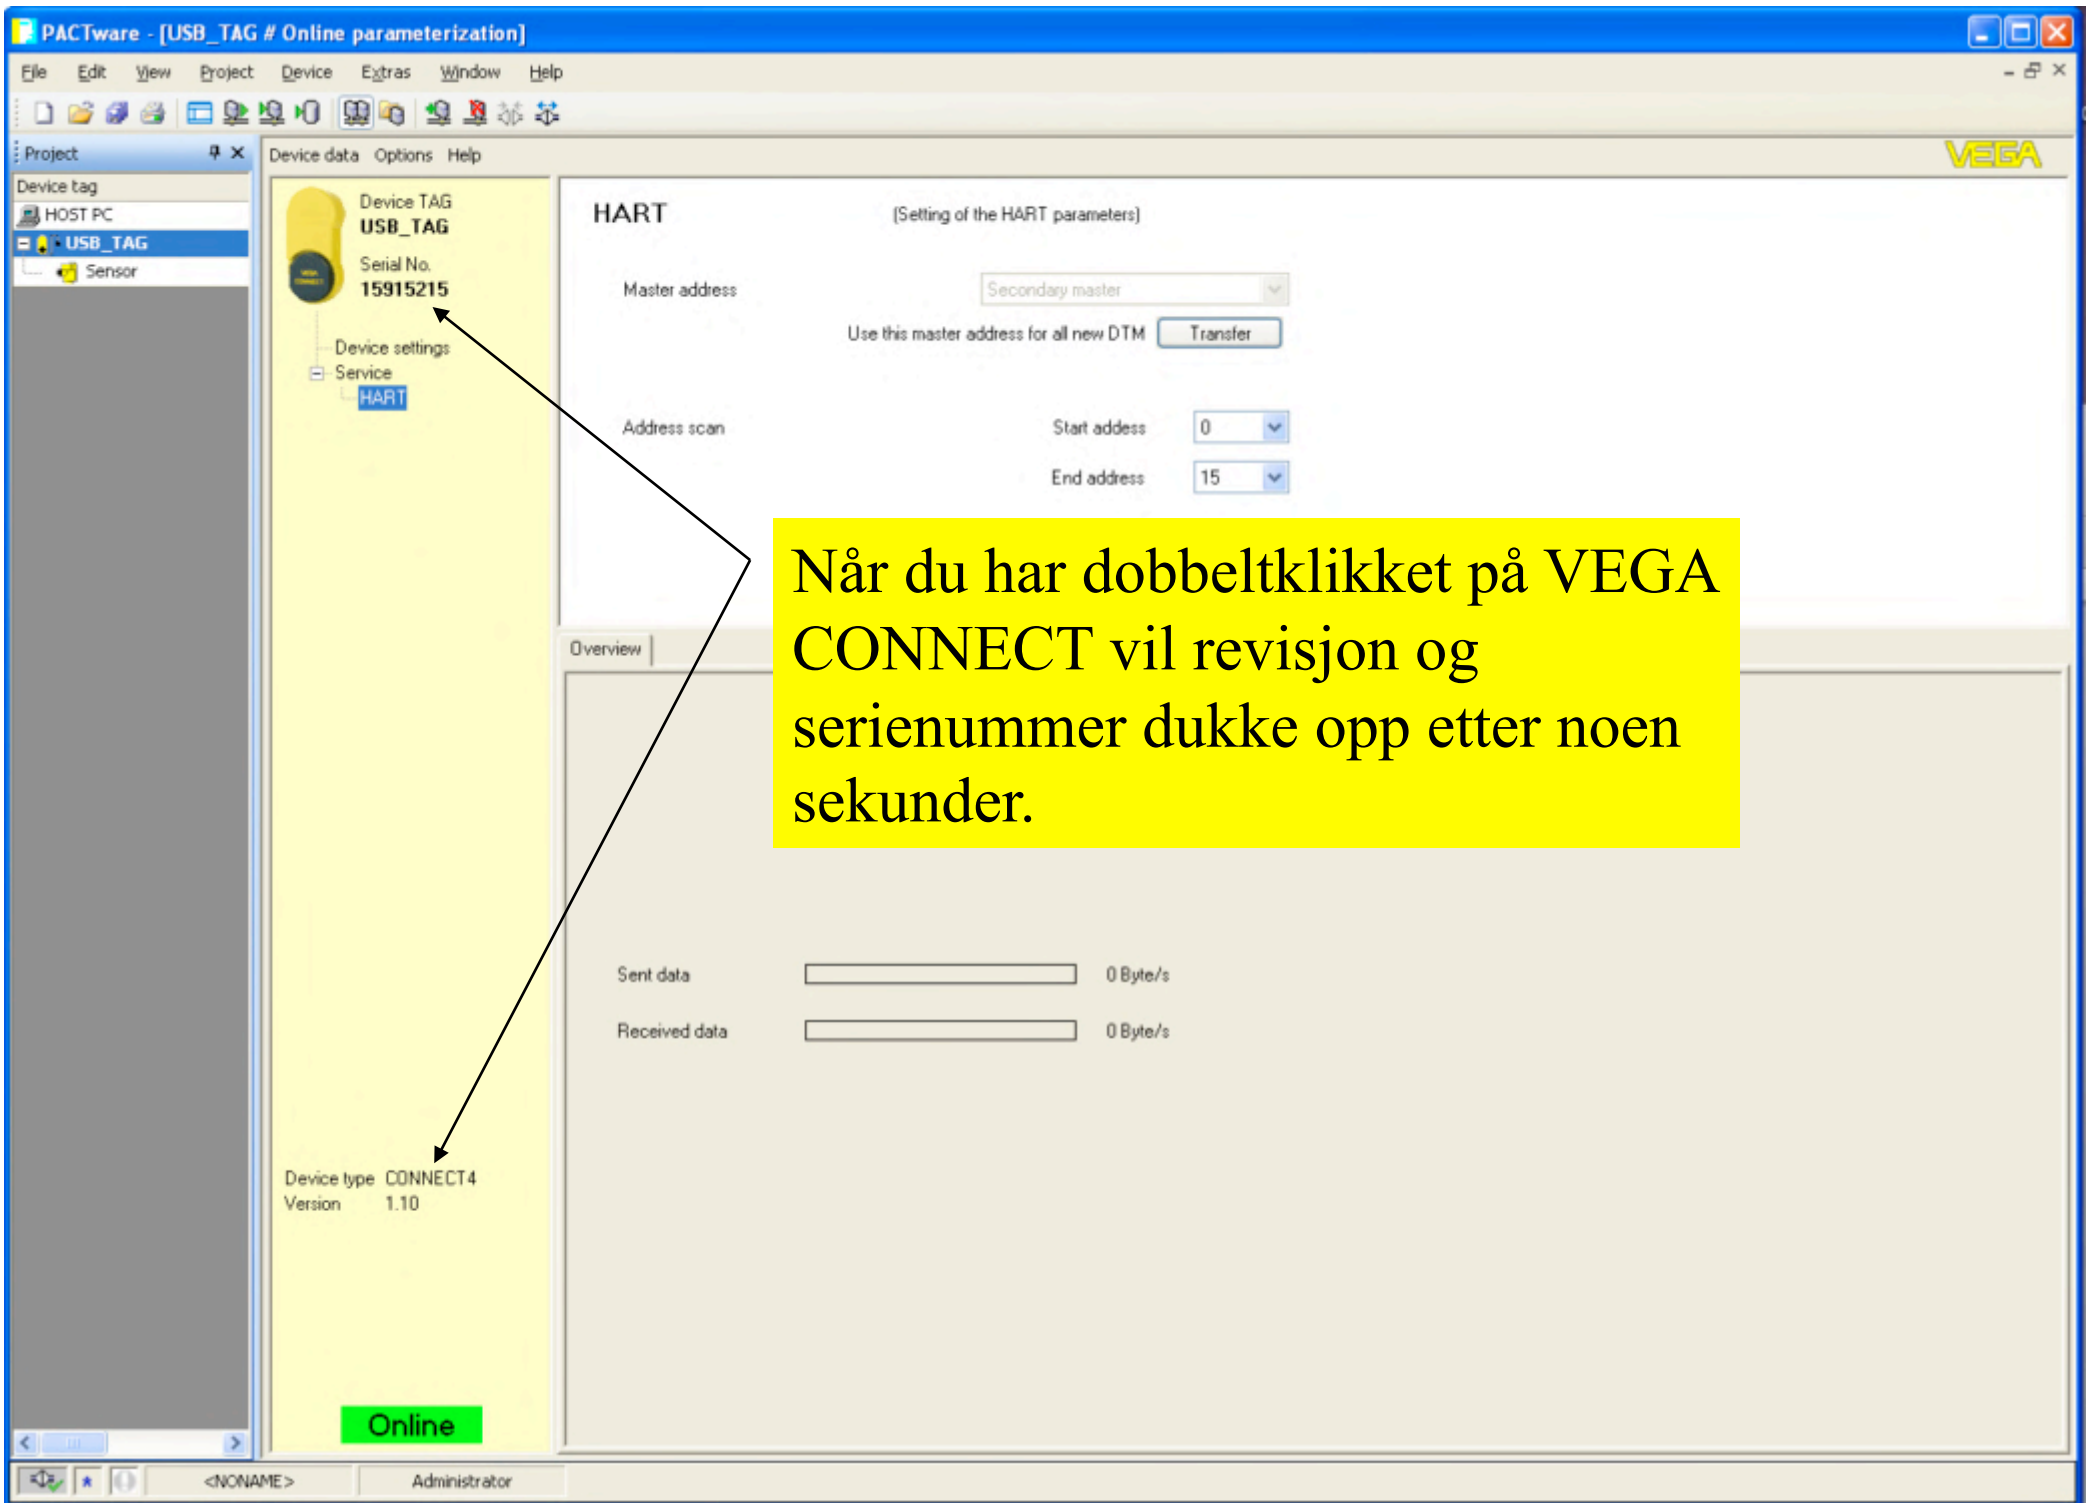 PACTware - [USB_TAG # Online parameterization]
File Edit View Project Device Extras Window Help
Project
Device data Options Help
VEGA
Device tag
HOST PC
USB_TAG
Sensor
Device TAG
USB_TAG
Serial No.
15915215
Device settings
Service
HART
HART (Setting of the HART parameters)
Master address Secondary master
Use this master address for all new DTM Transfer
Address scan Start addess 0
End address 15
Når du har dobbeltklikket på VEGA
CONNECT vil revisjon og
serienummer dukke opp etter noen
sekunder.
Overview
Sent data 0 Byte/s
Received data 0 Byte/s
Device type CONNECT4
Version 1.10
Online
<NONAME> Administrator